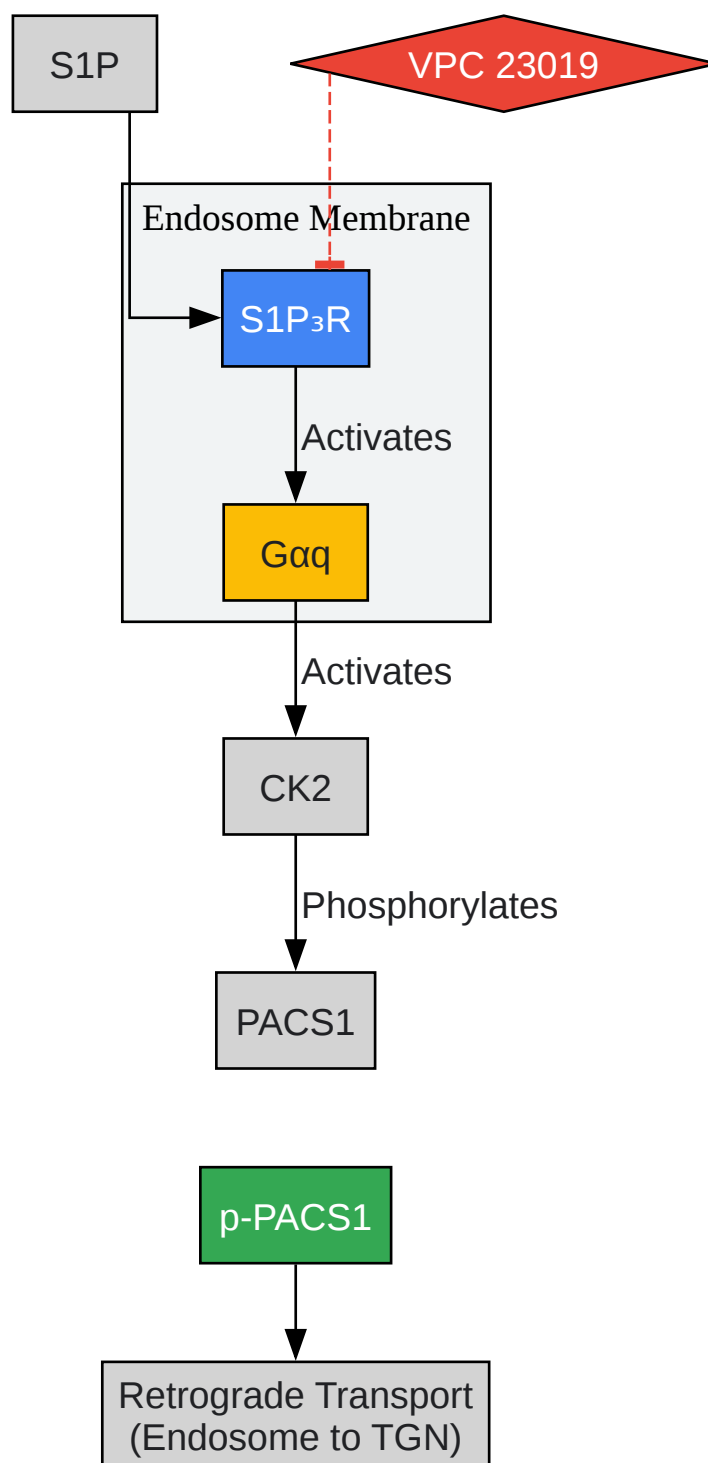 S1P
VPC 23019
Endosome Membrane
S1P₃R
Activates
Gαq
Activates
CK2
Phosphorylates
PACS1
p-PACS1
Retrograde Transport
(Endosome to TGN)